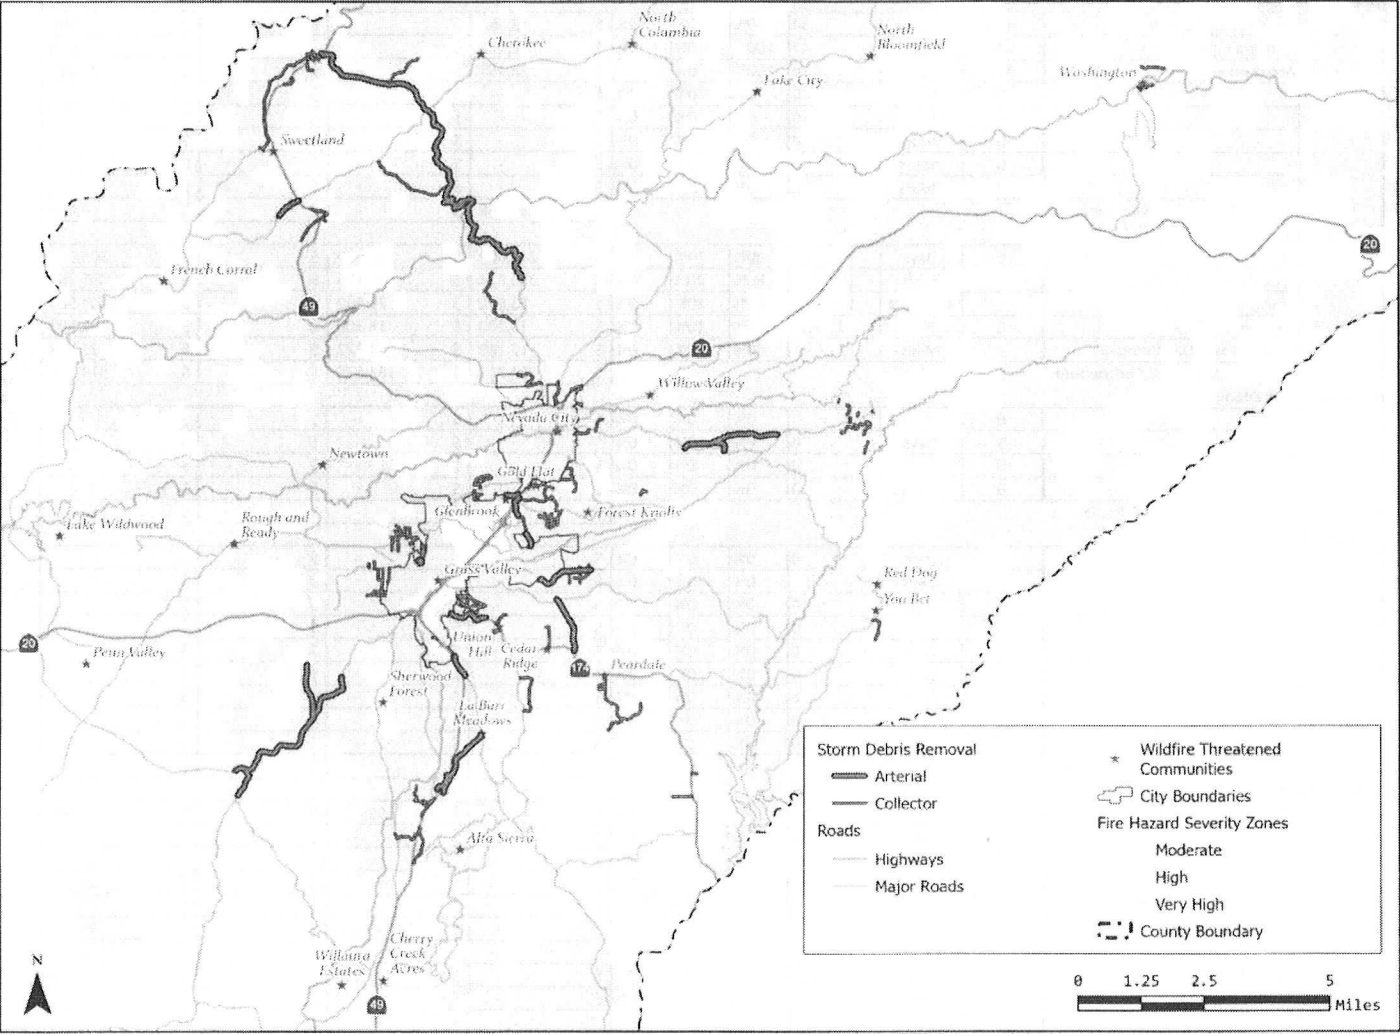 North
Columbia
Cherokee
North
Bloomfield
Lake City
Washington
Sweetland
French Corral
20
49
20
Willow Valley
Nevada City
Newtown
Gold Flat
Glenbrook
Forest Knolls
Lake Wildwood
Rough and
Ready
Grass Valley
Red Dog
You Bet
20
Penn Valley
Union
Hill
Cedar
Ridge
174
Peardale
Sherwood
Forest
La Barr
Meadows
Alta Sierra
Cherry
Creek
Acres
Willaura
Estates
49
N
Storm Debris Removal
Arterial
Collector
Roads
Highways
Major Roads
Wildfire Threatened
Communities
City Boundaries
Fire Hazard Severity Zones
Moderate
High
Very High
County Boundary
0 1.25 2.5 5
Miles